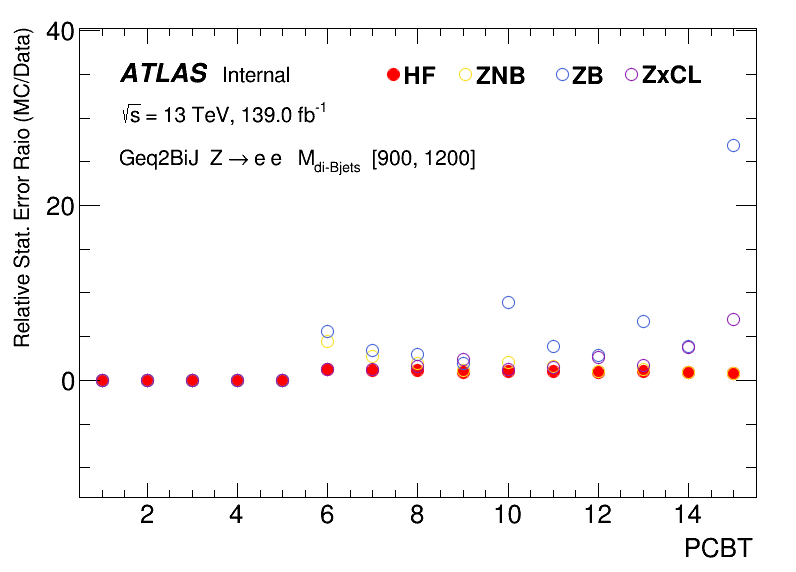 40
20
0
Relative Stat. Error Raio (MC/Data)
ATLAS Internal
HF ZNB ZB ZxCL
√s = 13 TeV, 139.0 fb⁻¹
Geq2BiJ Z → e e M_di-Bjets [900, 1200]
2 4 6 8 10 12 14
PCBT